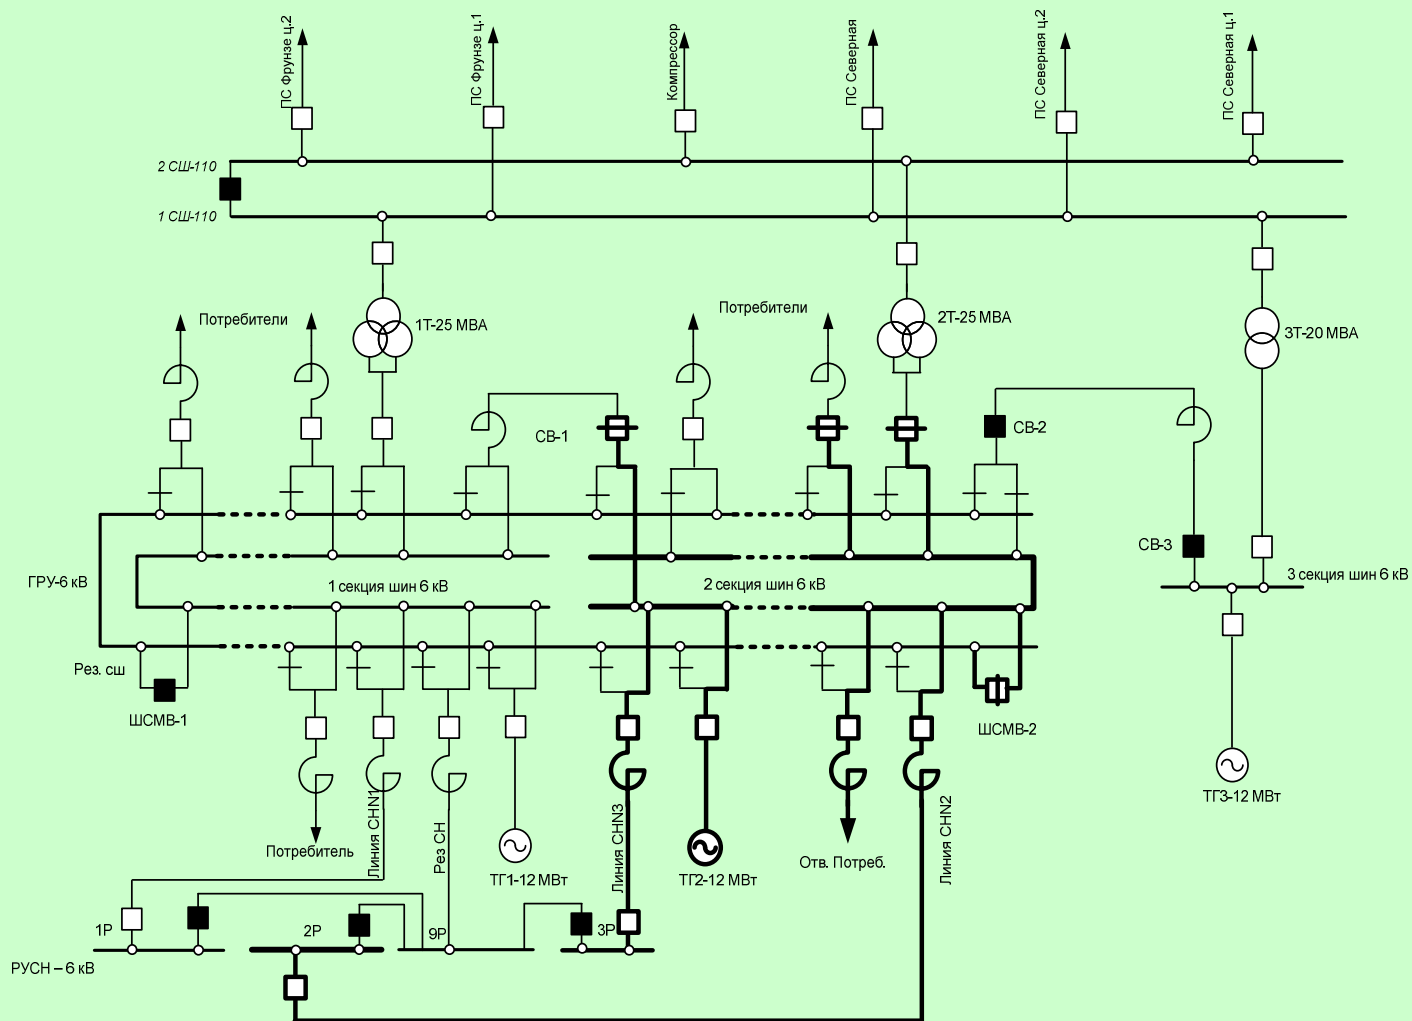 ПС Фрунзе ц.2
ПС Фрунзе ц.1
Компрессор
ПС Северная
ПС Северная ц.2
ПС Северная ц.1
2 СШ-110
1 СШ-110
Потребители
1Т-25 МВА
Потребители
2Т-25 МВА
3Т-20 МВА
СВ-1
СВ-2
СВ-3
ГРУ-6 кВ
1 секция шин 6 кВ
2 секция шин 6 кВ
3 секция шин 6 кВ
Рез. сш
ШСМВ-1
ШСМВ-2
Потребитель
Линия СНN1
Рез СН
ТГ1-12 МВт
Линия СНN3
ТГ2-12 МВт
Отв. Потреб.
Линия СНN2
ТГ3-12 МВт
1Р
2Р
9Р
3Р
РУСН – 6 кВ